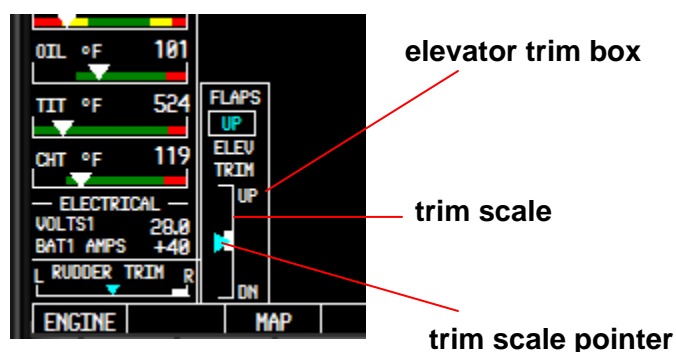 OIL °F 101
TIT °F 524
CHT °F 119
ELECTRICAL
VOLTS1 28.0
BAT1 AMPS +40
L RUDDER TRIM R
FLAPS
UP
ELEV
TRIM
UP
DN
ENGINE MAP
elevator trim box
trim scale
trim scale pointer